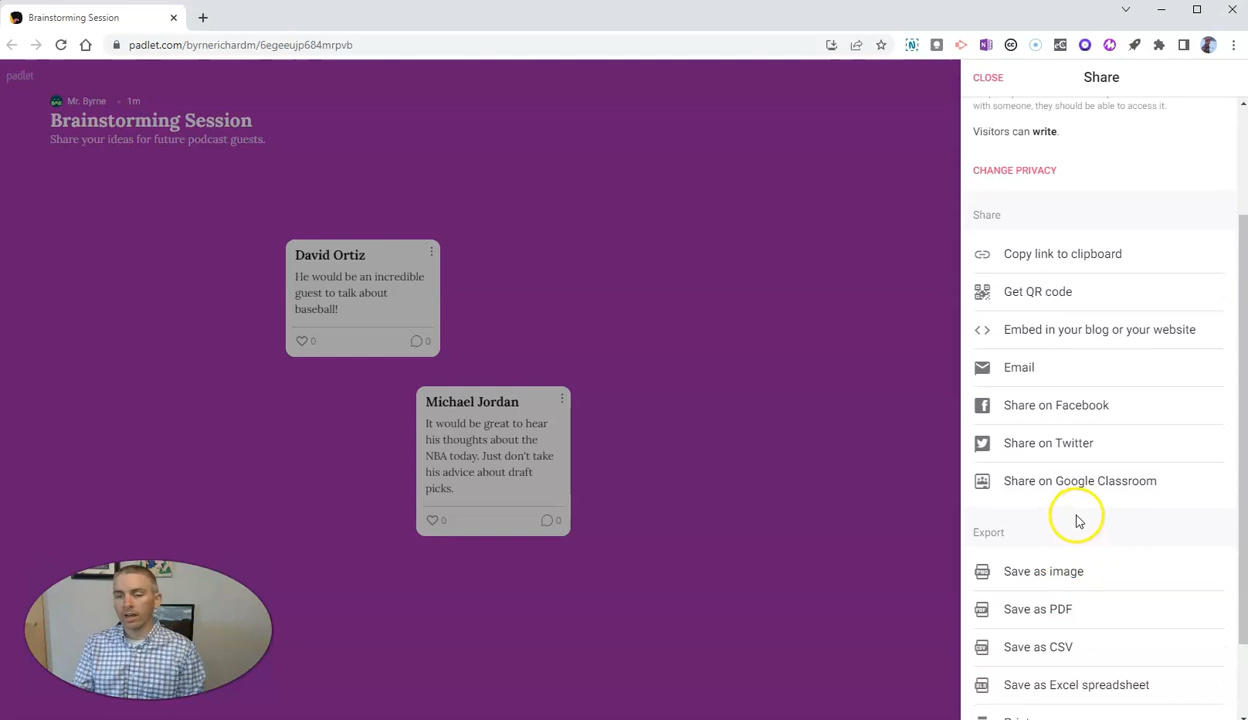 Brainstorming Session
padlet.com/byrnerichardm/6egeeujp684mrpvb
padlet
Mr. Byrne • 1m
Brainstorming Session
Share your ideas for future podcast guests.
David Ortiz
He would be an incredible
guest to talk about
baseball!
0
0
Michael Jordan
It would be great to hear
his thoughts about the
NBA today. Just don't take
his advice about draft
picks.
0
0
CLOSE
Share
with someone, they should be able to access it.
Visitors can write.
CHANGE PRIVACY
Share
Copy link to clipboard
Get QR code
Embed in your blog or your website
Email
Share on Facebook
Share on Twitter
Share on Google Classroom
Export
Save as image
Save as PDF
Save as CSV
Save as Excel spreadsheet